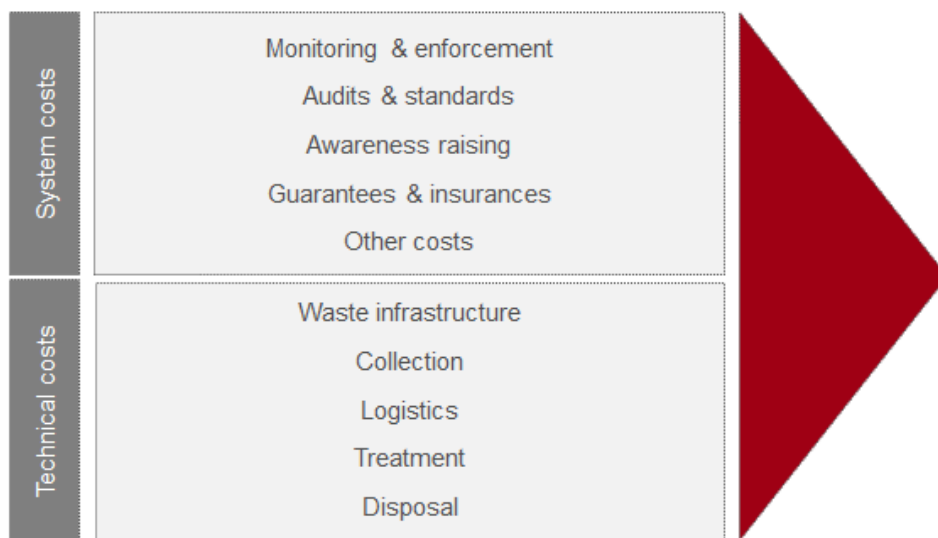 System costs
Monitoring & enforcement
Audits & standards
Awareness raising
Guarantees & insurances
Other costs
Technical costs
Waste infrastructure
Collection
Logistics
Treatment
Disposal